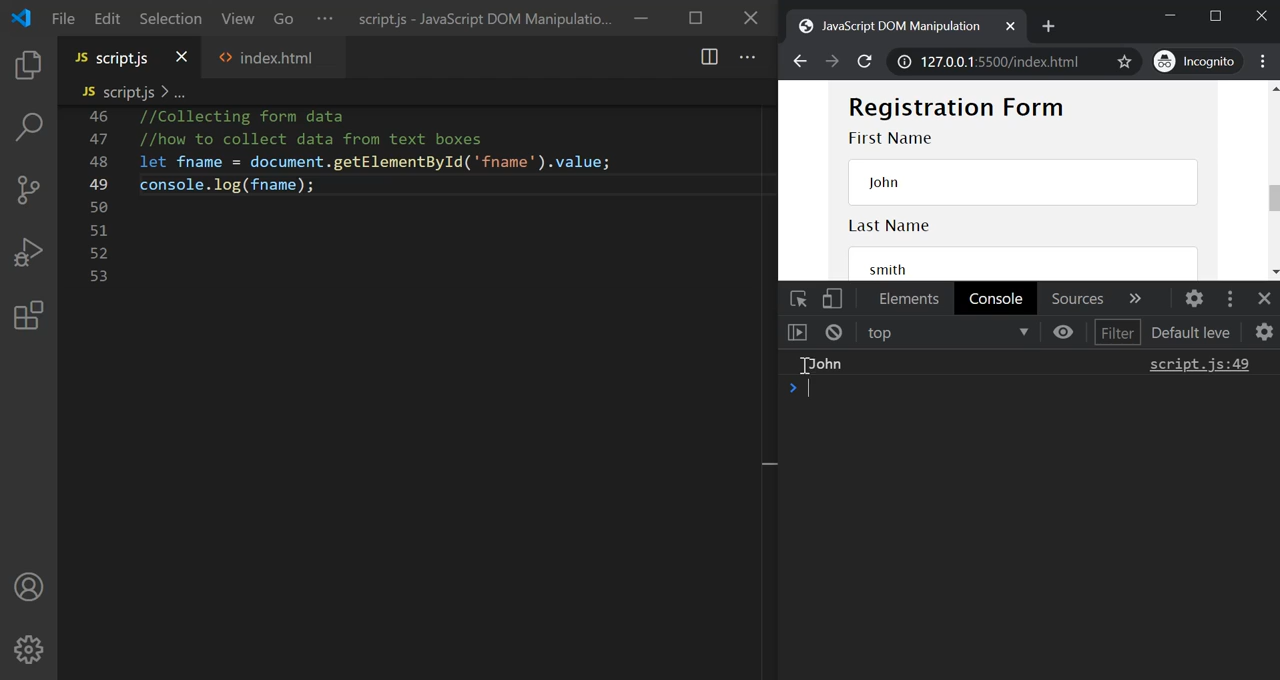 File Edit Selection View Go ··· script.js - JavaScript DOM Manipulatio...
JS script.js index.html ···
JS script.js > ...
46 //Collecting form data
47 //how to collect data from text boxes
48 let fname = document.getElementById('fname').value;
49 console.log(fname);
50
51
52
53
JavaScript DOM Manipulation
127.0.0.1:5500/index.html Incognito
Registration Form
First Name
John
Last Name
smith
Elements Console Sources »
top Filter Default leve
John script.js:49
>